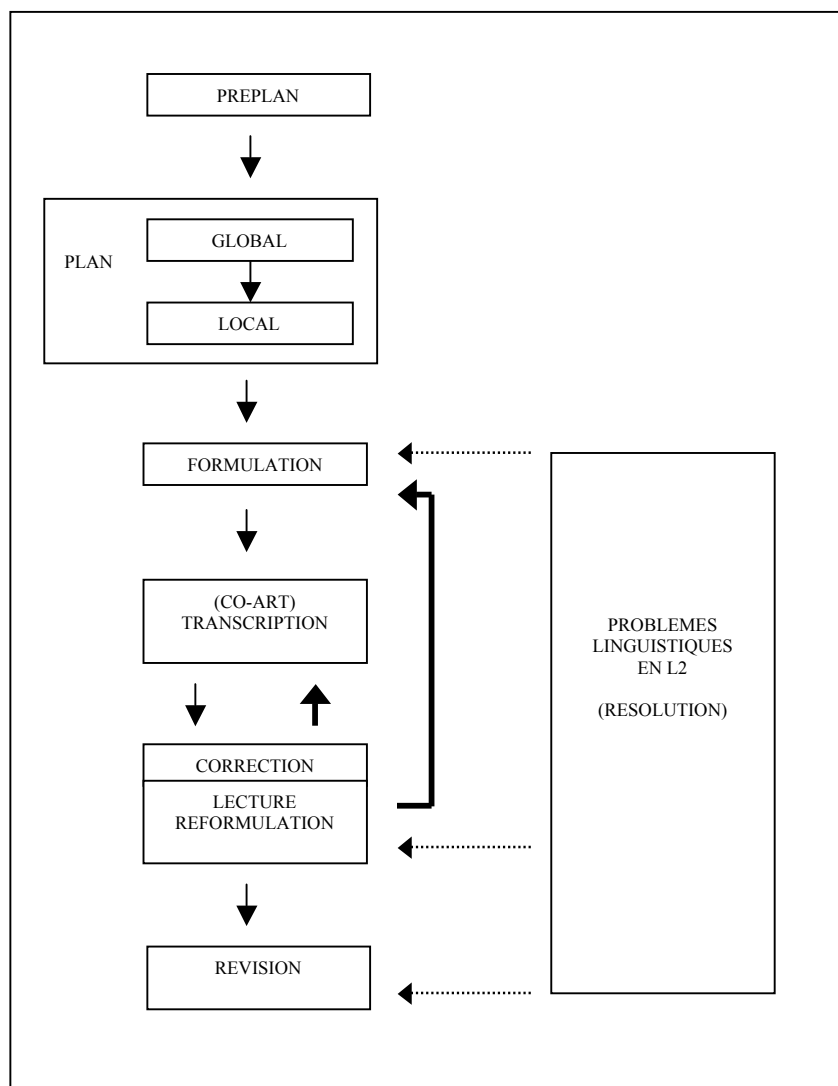 PREPLAN
GLOBAL
PLAN
LOCAL
FORMULATION
(CO-ART)
TRANSCRIPTION
CORRECTION
LECTURE
REFORMULATION
REVISION
PROBLEMES
LINGUISTIQUES
EN L2
(RESOLUTION)